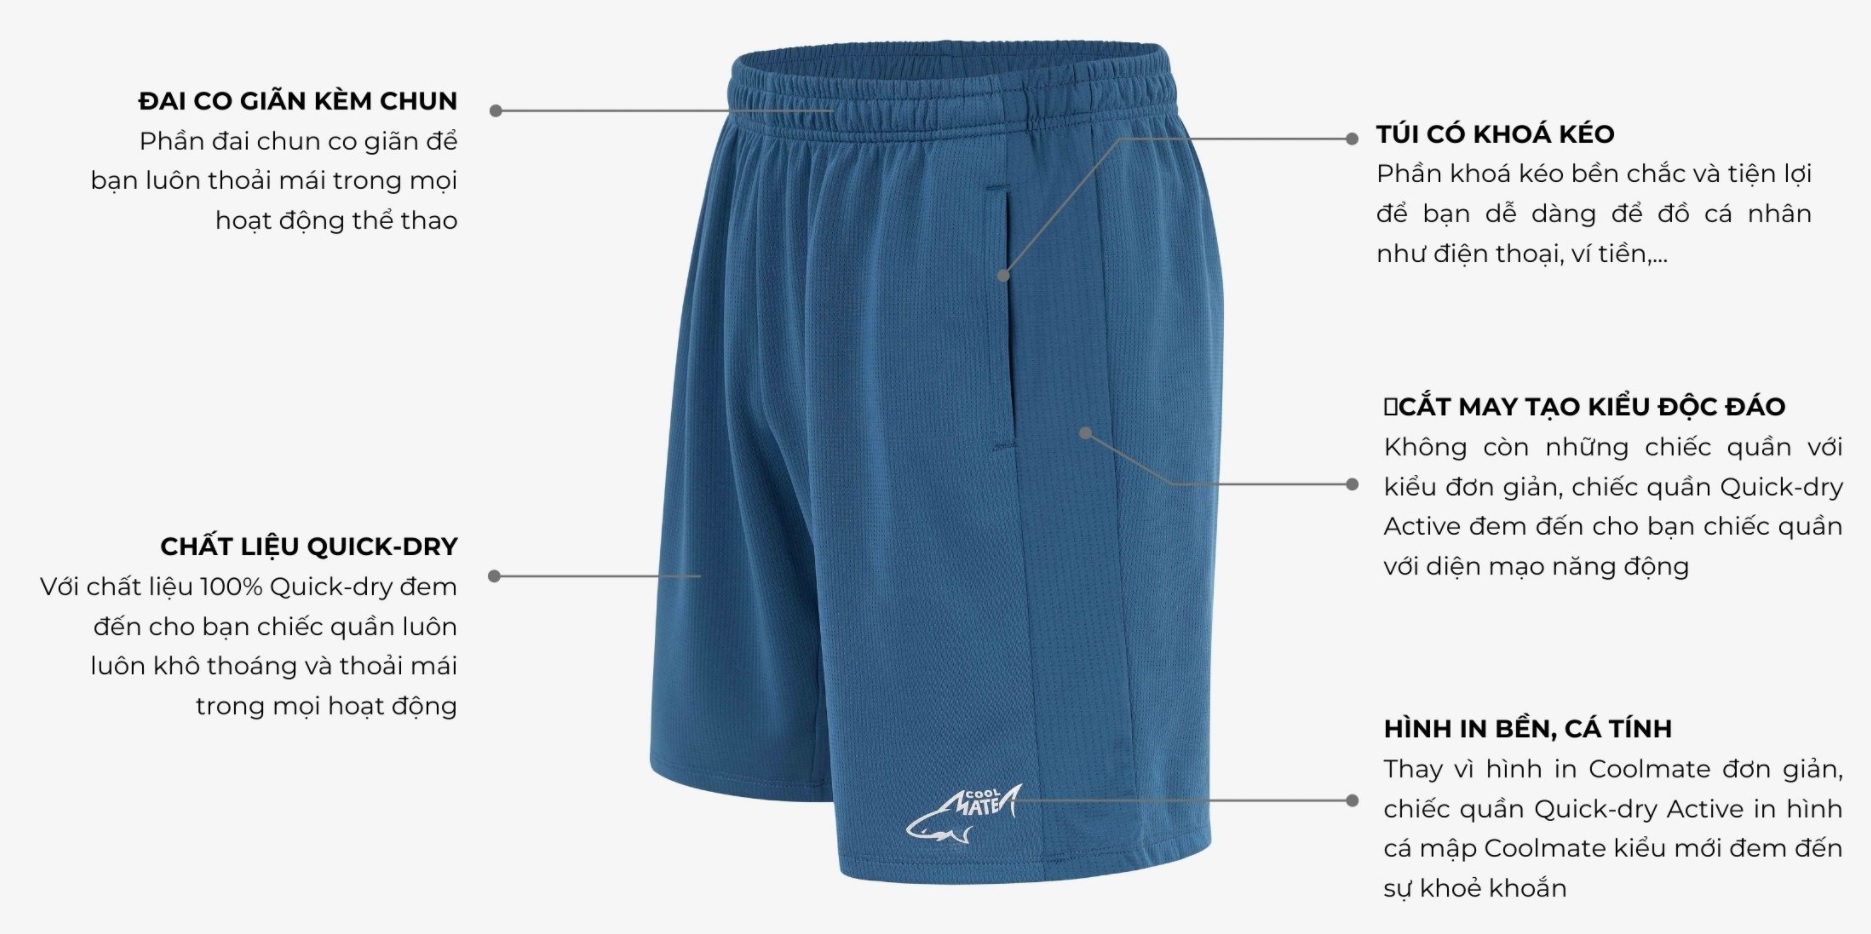 ĐAI CO GIÃN KÈM CHUN
Phần đai chun co giãn để
bạn luôn thoải mái trong mọi
hoạt động thể thao
CHẤT LIỆU QUICK-DRY
Với chất liệu 100% Quick-dry đem
đến cho bạn chiếc quần luôn
luôn khô thoáng và thoải mái
trong mọi hoạt động
TÚI CÓ KHOÁ KÉO
Phần khoá kéo bền chắc và tiện lợi
để bạn dễ dàng để đồ cá nhân
như điện thoại, ví tiền,...
CẮT MAY TẠO KIỂU ĐỘC ĐÁO
Không còn những chiếc quần với
kiểu đơn giản, chiếc quần Quick-dry
Active đem đến cho bạn chiếc quần
với diện mạo năng động
HÌNH IN BỀN, CÁ TÍNH
Thay vì hình in Coolmate đơn giản,
chiếc quần Quick-dry Active in hình
cá mập Coolmate kiểu mới đem đến
sự khoẻ khoắn
COOL
MATE